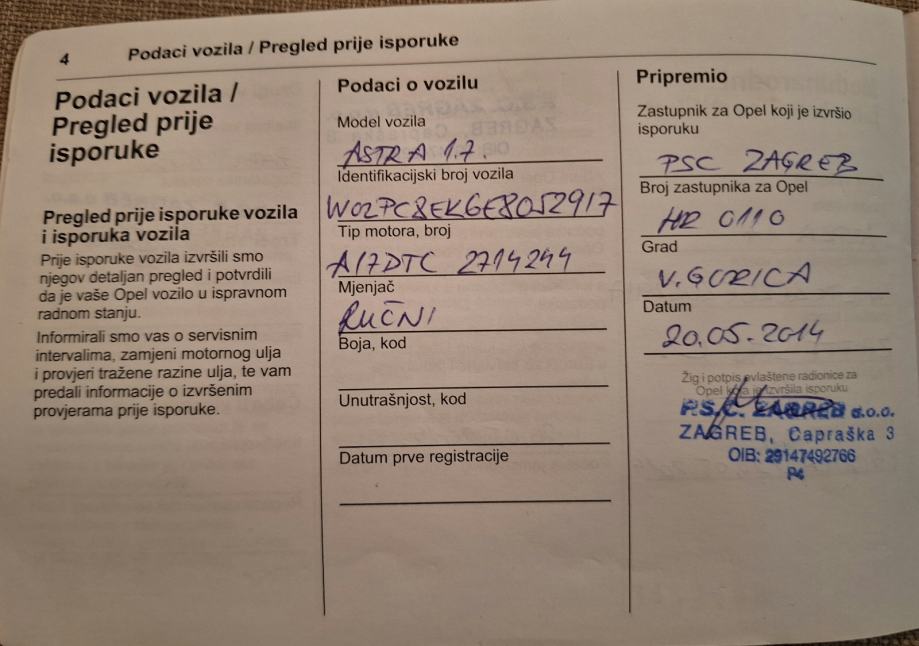 4 Podaci vozila / Pregled prije isporuke
Podaci vozila /
Pregled prije
isporuke
Pregled prije isporuke vozila
i isporuka vozila
Prije isporuke vozila izvršili smo
njegov detaljan pregled i potvrdili
da je vaše Opel vozilo u ispravnom
radnom stanju.
Informirali smo vas o servisnim
intervalima, zamjeni motornog ulja
i provjeri tražene razine ulja, te vam
predali informacije o izvršenim
provjerama prije isporuke.
Podaci o vozilu
Model vozila
ASTRA 1.7.
Identifikacijski broj vozila
W02PC8EKGE8052917
Tip motora, broj
A17DTC 2714244
Mjenjač
RUČNI
Boja, kod
Unutrašnjost, kod
Datum prve registracije
Pripremio
Zastupnik za Opel koji je izvršio
isporuku
PSC ZAGREB
Broj zastupnika za Opel
HR 0110
Grad
V.GORICA
Datum
20.05.2014
Žig i potpis ovlaštene radionice za
Opel koja je izvršila isporuku
P.S.C. ZAGREB d.o.o.
ZAGREB, Capraška 3
OIB: 29147492766
P4